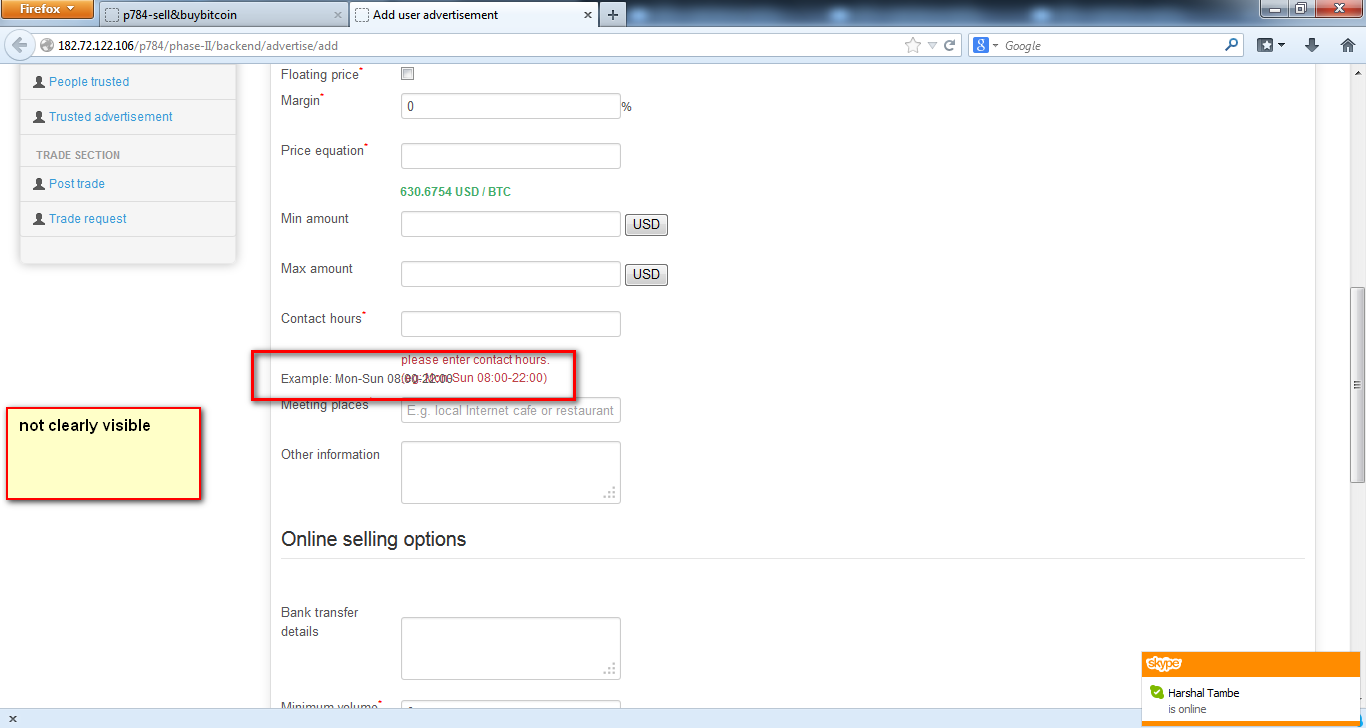 Firefox
p784-sell&buybitcoin
Add user advertisement
182.72.122.106/p784/phase-II/backend/advertise/add
Google
People trusted
Trusted advertisement
TRADE SECTION
Post trade
Trade request
Floating price*
Margin*
0
%
Price equation*
630.6754 USD / BTC
Min amount
USD
Max amount
USD
Contact hours*
please enter contact hours.
(eg. Mon-Sun 08:00-22:00)
Example: Mon-Sun 08:00-22:00
not clearly visible
Meeting places*
E.g. local Internet cafe or restaurant
Other information
Online selling options
Bank transfer
details
Minimum volume*
skype
Harshal Tambe
is online